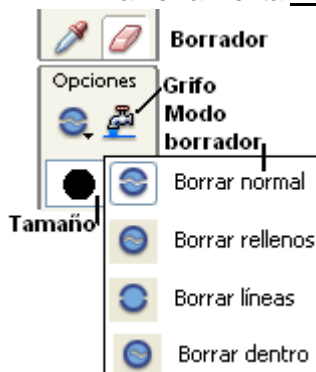 Borrador
Opciones
Grifo
Modo
borrador
Tamaño
Borrar normal
Borrar rellenos
Borrar líneas
Borrar dentro